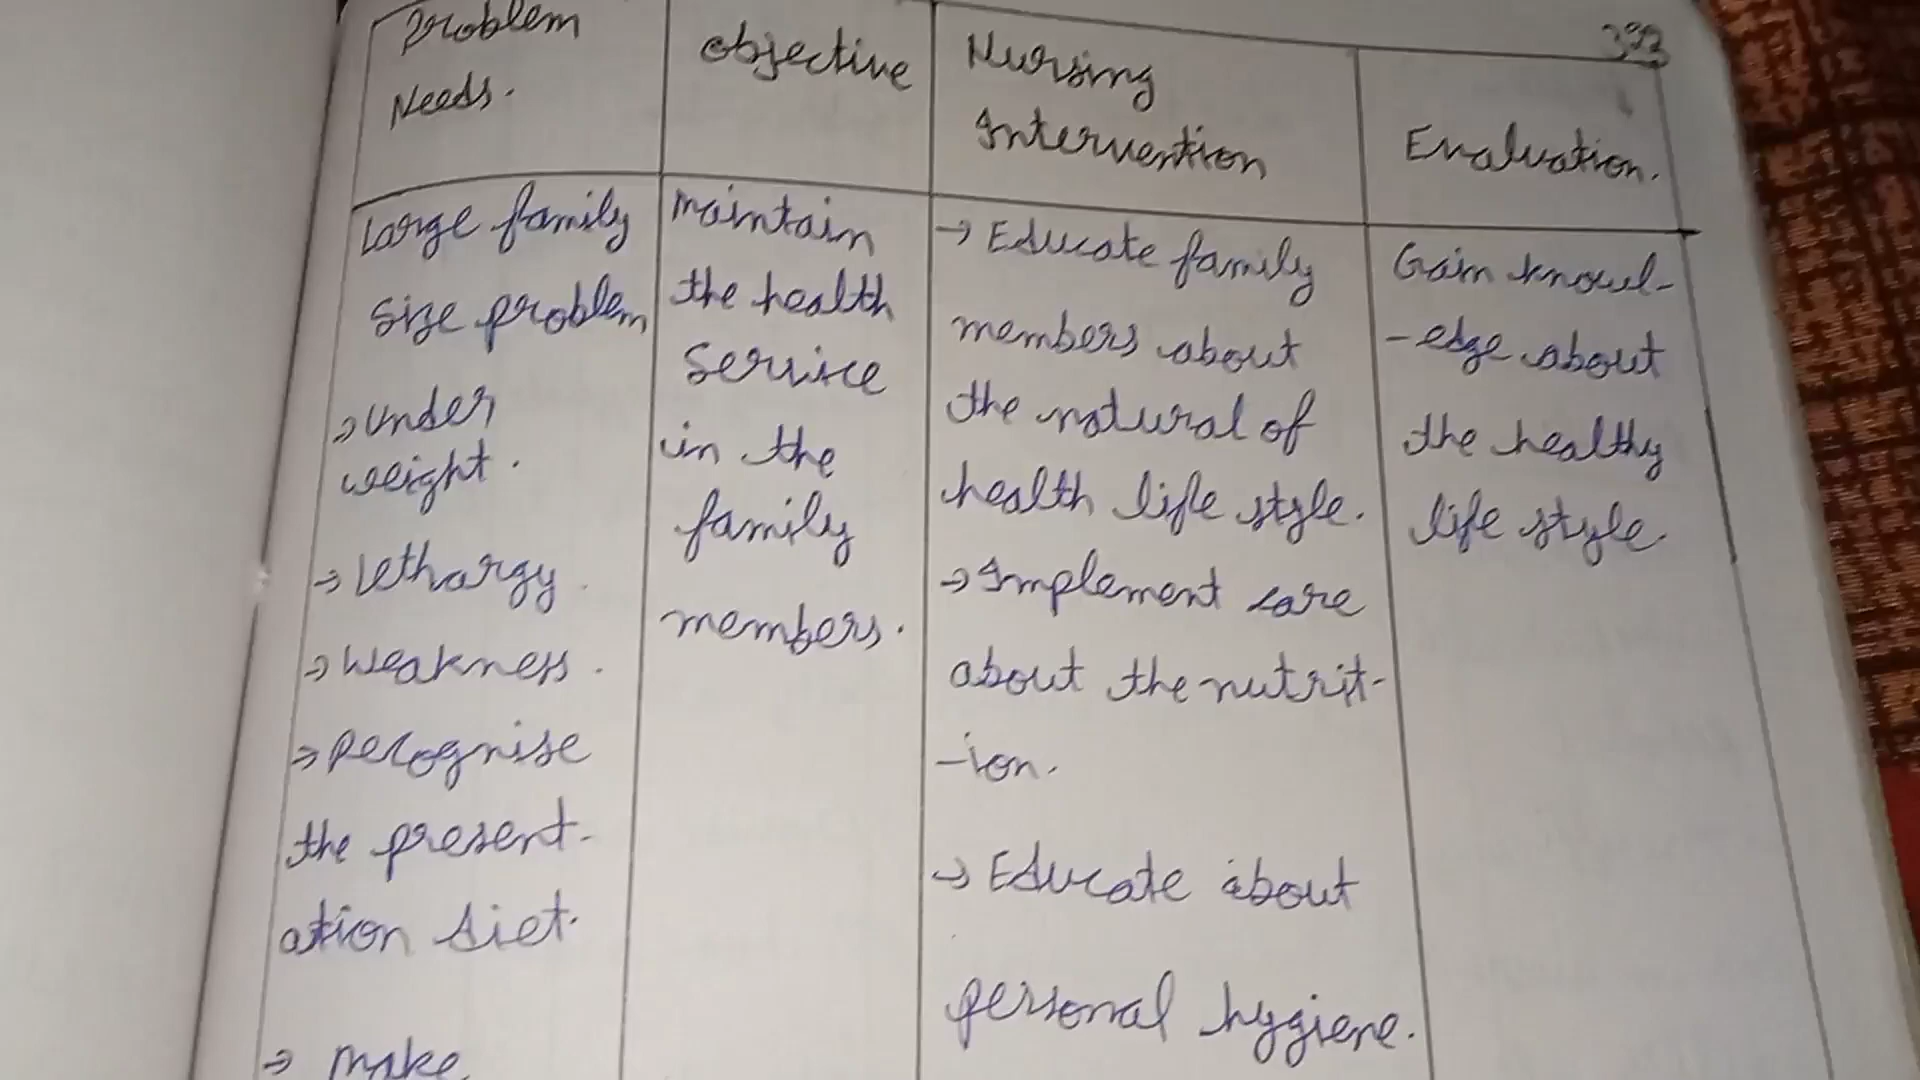 Problem
Needs.
Objective
Nursing
Intervention
Evaluation.
Large family
size problem
→ Under
weight.
→ Lethargy.
→ Weakness.
→ Recognise
the present-
ation diet.
→ Make
Maintain
the health
service
in the
family
members.
→ Educate family
members about
the natural of
health life style.
→ Implement care
about the nutrit-
-ion.
→ Educate about
personal hygiene.
Gain knowl-
-edge about
the healthy
life style.